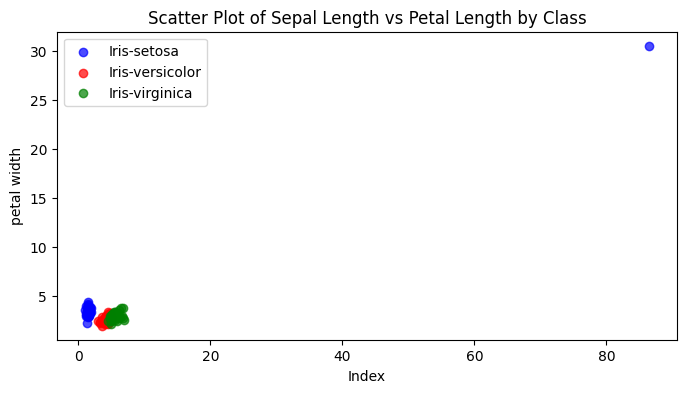 Scatter Plot of Sepal Length vs Petal Length by Class
Iris-setosa
Iris-versicolor
Iris-virginica
petal width
30
25
20
15
10
5
0
20
40
60
80
Index